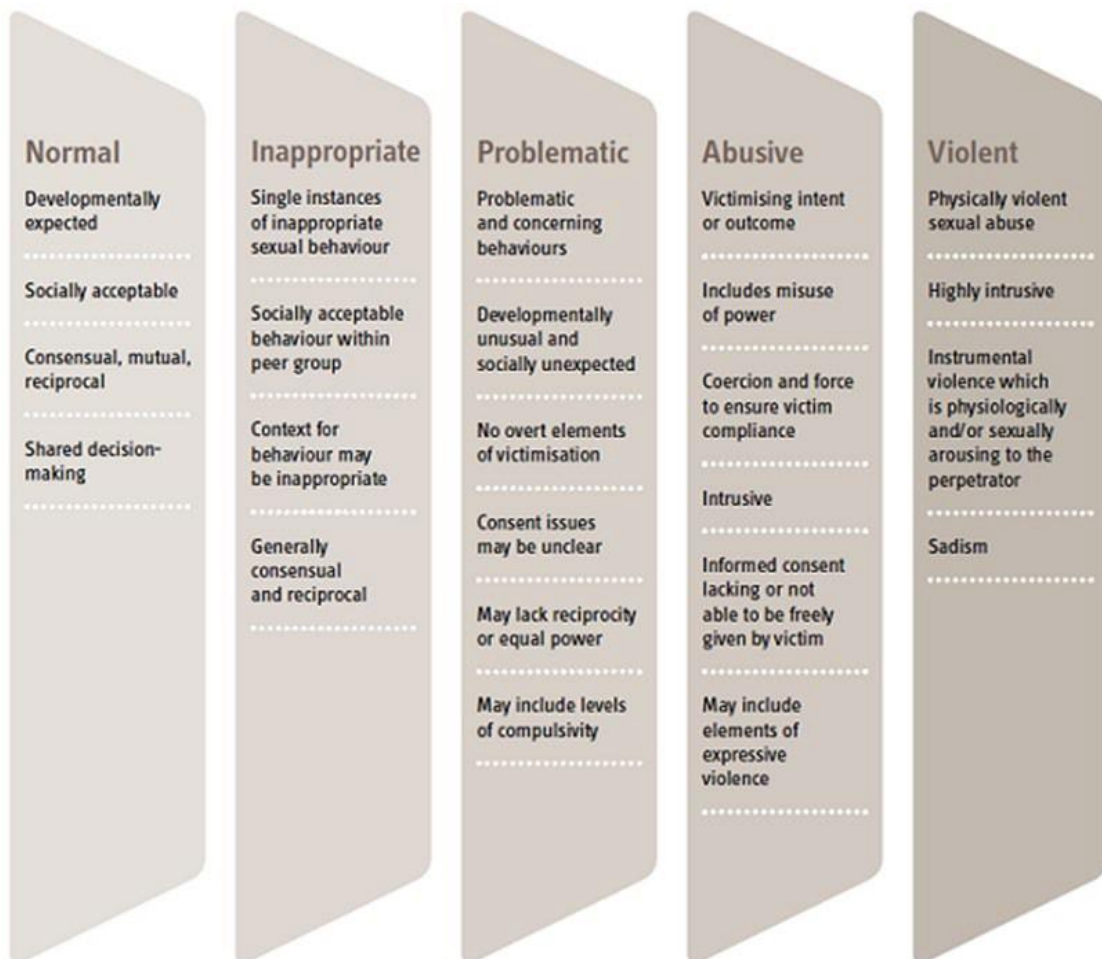 Normal
Developmentally
expected
Socially acceptable
Consensual, mutual,
reciprocal
Shared decision-
making
Inappropriate
Single instances
of inappropriate
sexual behaviour
Socially acceptable
behaviour within
peer group
Context for
behaviour may
be inappropriate
Generally
consensual
and reciprocal
Problematic
Problematic
and concerning
behaviours
Developmentally
unusual and
socially unexpected
No overt elements
of victimisation
Consent issues
may be unclear
May lack reciprocity
or equal power
May include levels
of compulsivity
Abusive
Victimising intent
or outcome
Includes misuse
of power
Coercion and force
to ensure victim
compliance
Intrusive
Informed consent
lacking or not
able to be freely
given by victim
May include
elements of
expressive
violence
Violent
Physically violent
sexual abuse
Highly intrusive
Instrumental
violence which
is physiologically
and/or sexually
arousing to the
perpetrator
Sadism